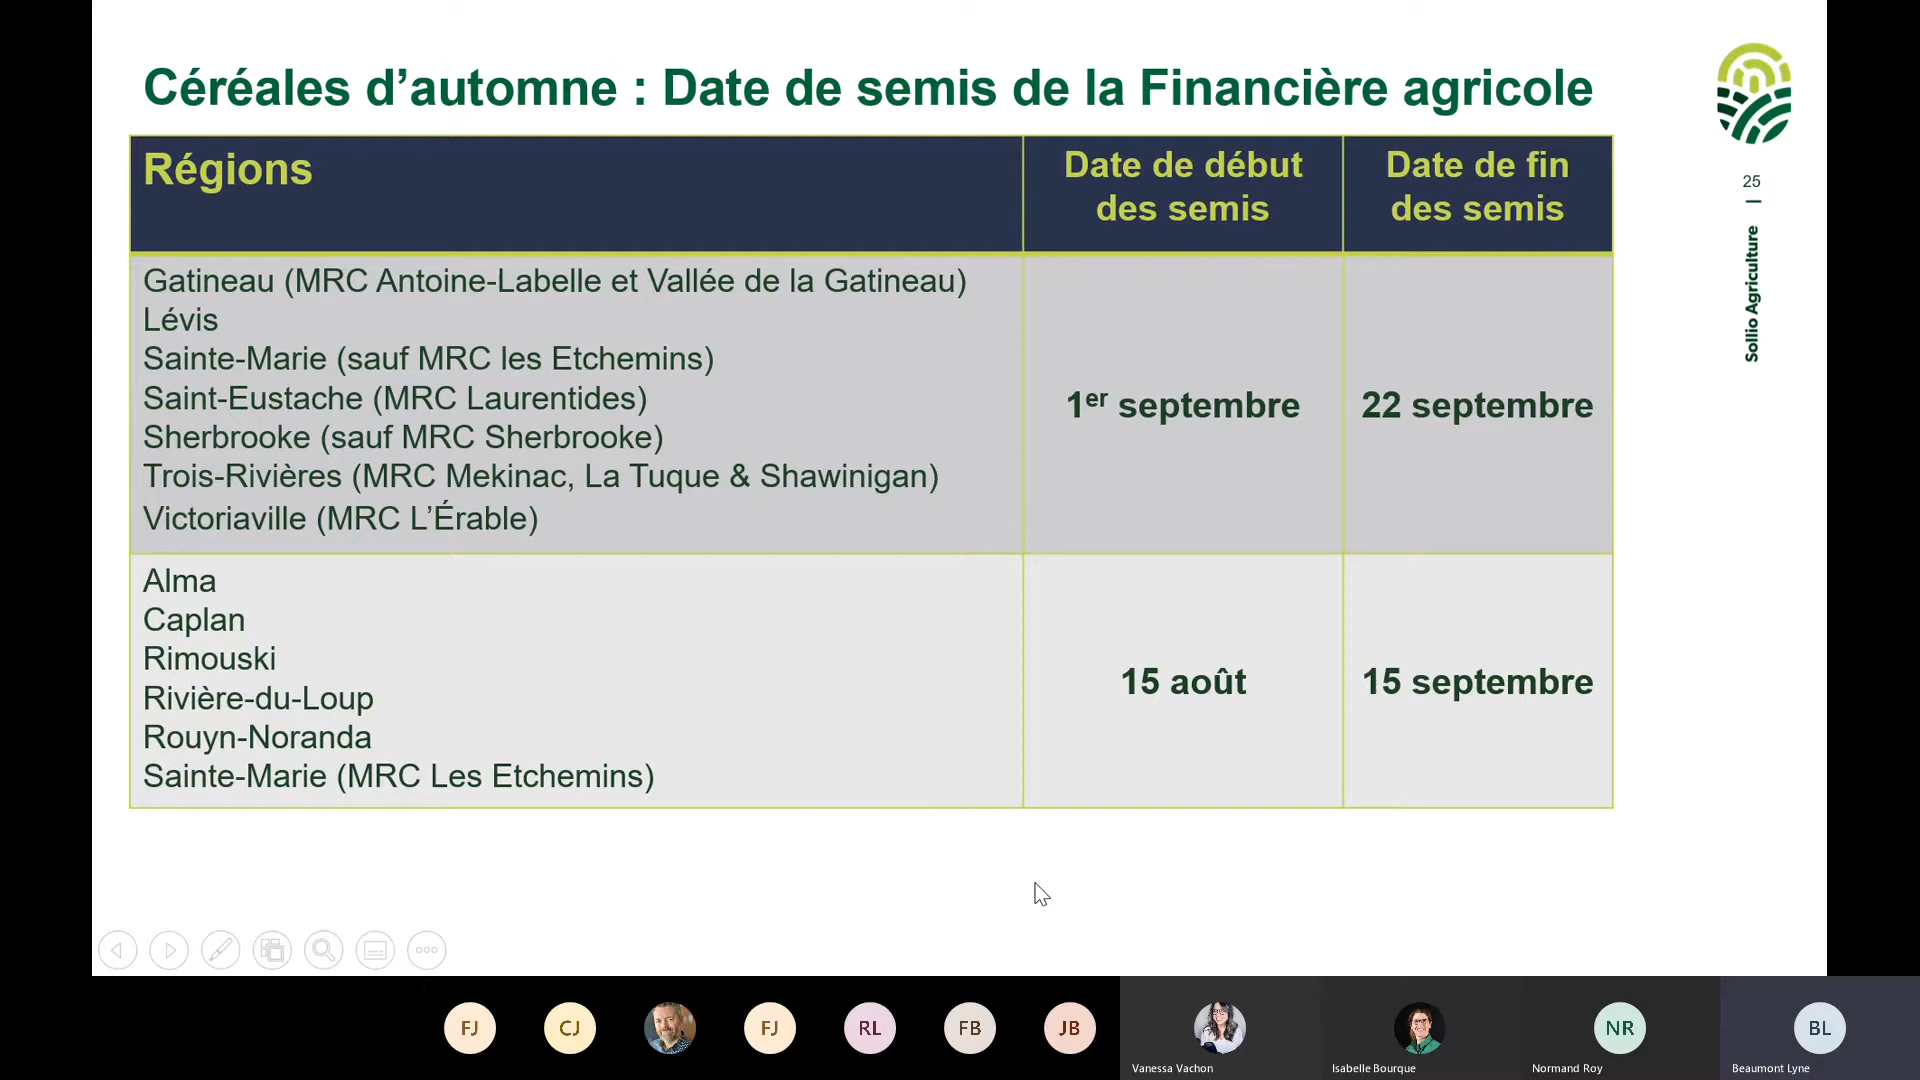 Céréales d’automne : Date de semis de la Financière agricole
25
Sollio Agriculture
Régions
Date de début
des semis
Date de fin
des semis
Gatineau (MRC Antoine-Labelle et Vallée de la Gatineau)
Lévis
Sainte-Marie (sauf MRC les Etchemins)
Saint-Eustache (MRC Laurentides)
Sherbrooke (sauf MRC Sherbrooke)
Trois-Rivières (MRC Mekinac, La Tuque & Shawinigan)
Victoriaville (MRC L’Érable)
1er septembre
22 septembre
Alma
Caplan
Rimouski
Rivière-du-Loup
Rouyn-Noranda
Sainte-Marie (MRC Les Etchemins)
15 août
15 septembre
FJ
CJ
FJ
RL
FB
JB
NR
BL
Vanessa Vachon
Isabelle Bourque
Normand Roy
Beaumont Lyne